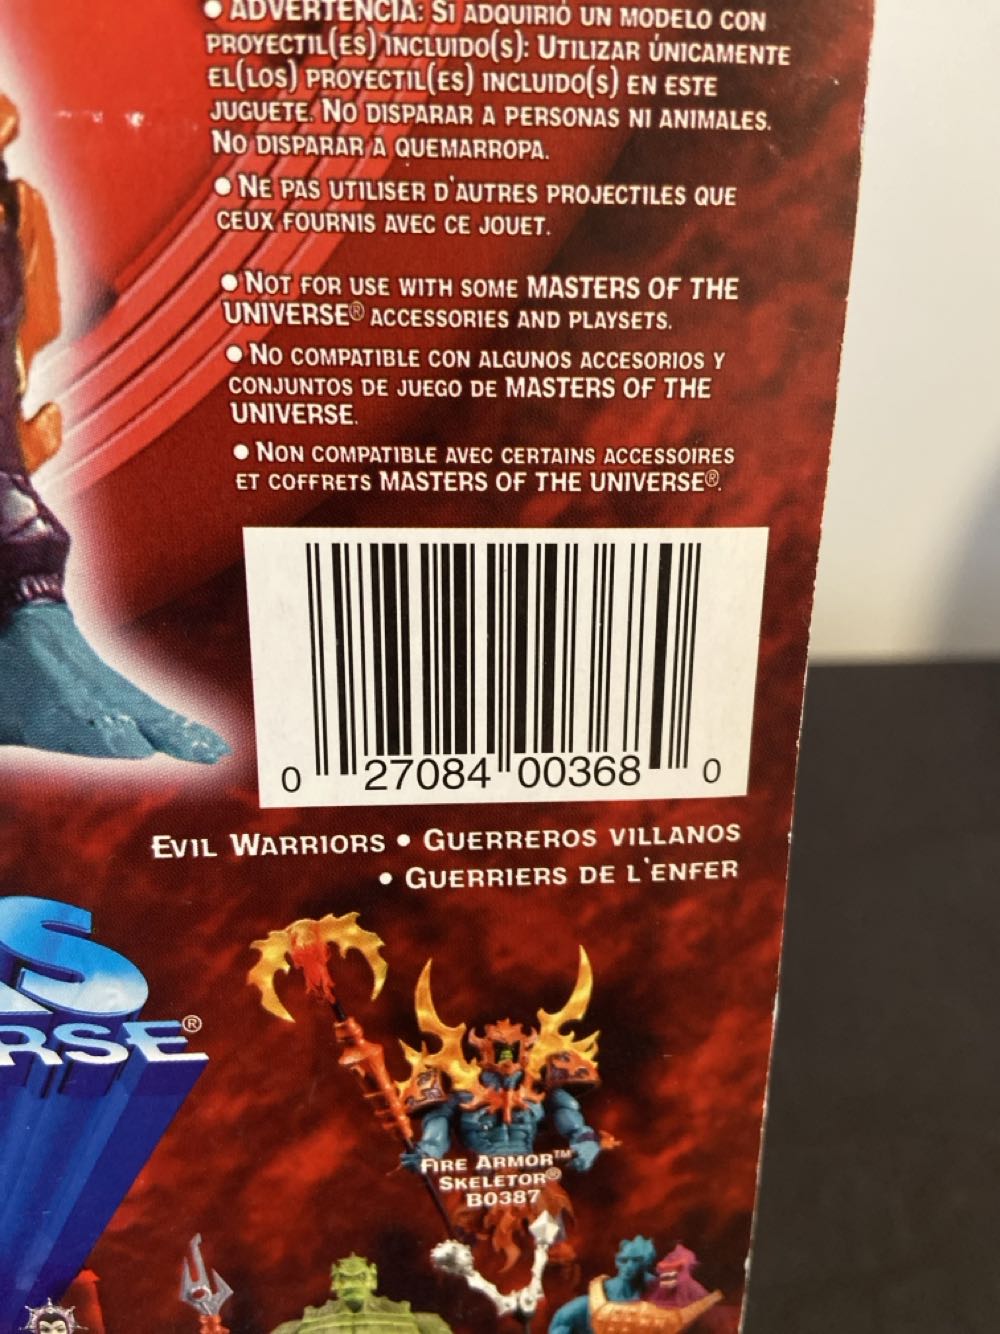 ● ADVERTENCIA: SI ADQUIRIÓ UN MODELO CON
PROYECTIL(ES) INCLUIDO(S): UTILIZAR ÚNICAMENTE
EL(LOS) PROYECTIL(ES) INCLUIDO(S) EN ESTE
JUGUETE. NO DISPARAR A PERSONAS NI ANIMALES.
NO DISPARAR A QUEMARROPA.
● NE PAS UTILISER D'AUTRES PROJECTILES QUE
CEUX FOURNIS AVEC CE JOUET.
● NOT FOR USE WITH SOME MASTERS OF THE
UNIVERSE® ACCESSORIES AND PLAYSETS.
● NO COMPATIBLE CON ALGUNOS ACCESORIOS Y
CONJUNTOS DE JUEGO DE MASTERS OF THE
UNIVERSE.
● NON COMPATIBLE AVEC CERTAINS ACCESSOIRES
ET COFFRETS MASTERS OF THE UNIVERSE®.
0 27084 00368 0
EVIL WARRIORS ● GUERREROS VILLANOS
● GUERRIERS DE L'ENFER
S
RSE®
FIRE ARMOR™
SKELETOR®
B0387